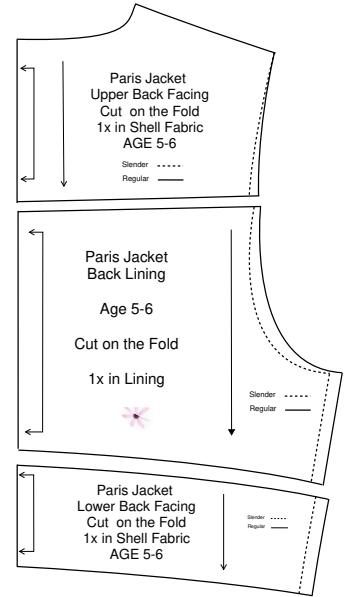 Paris Jacket
Upper Back Facing
Cut on the Fold
1x in Shell Fabric
AGE 5-6
Slender
Regular
Paris Jacket
Back Lining
Age 5-6
Cut on the Fold
1x in Lining
Slender
Regular
Paris Jacket
Lower Back Facing
Cut on the Fold
1x in Shell Fabric
AGE 5-6
Slender
Regular